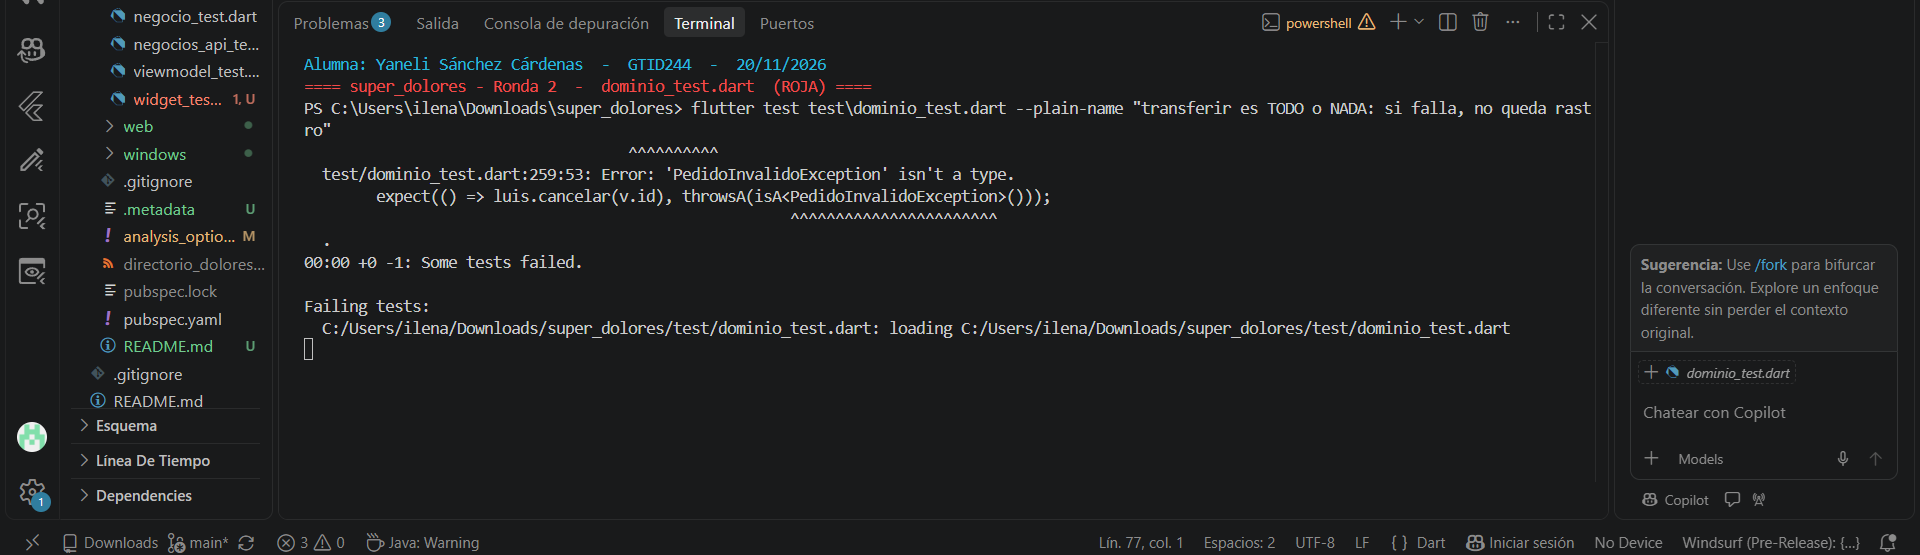 negocio_test.dart
negocios_api_te...
viewmodel_test....
widget_tes... 1, U
web
windows
.gitignore
.metadata U
analysis_optio... M
directorio_dolores...
pubspec.lock
pubspec.yaml
README.md U
.gitignore
README.md
Esquema
Línea De Tiempo
Dependencies
1
Problemas 3 Salida Consola de depuración Terminal Puertos
powershell
Alumna: Yaneli Sánchez Cárdenas - GTID244 - 20/11/2026
==== super_dolores - Ronda 2 - dominio_test.dart (ROJA) ====
PS C:\Users\ilena\Downloads\super_dolores> flutter test test\dominio_test.dart --plain-name "transferir es TODO o NADA: si falla, no queda rast
ro"
^^^^^^^^^^
test/dominio_test.dart:259:53: Error: 'PedidoInvalidoException' isn't a type.
expect(() => luis.cancelar(v.id), throwsA(isA<PedidoInvalidoException>()));
^^^^^^^^^^^^^^^^^^^^^^^
.
00:00 +0 -1: Some tests failed.
Failing tests:
C:/Users/ilena/Downloads/super_dolores/test/dominio_test.dart: loading C:/Users/ilena/Downloads/super_dolores/test/dominio_test.dart
Sugerencia: Use /fork para bifurcar
la conversación. Explore un enfoque
diferente sin perder el contexto
original.
dominio_test.dart
Chatear con Copilot
Models
Copilot
Downloads main* 3 0 Java: Warning Lín. 77, col. 1 Espacios: 2 UTF-8 LF { } Dart Iniciar sesión No Device Windsurf (Pre-Release): {...}